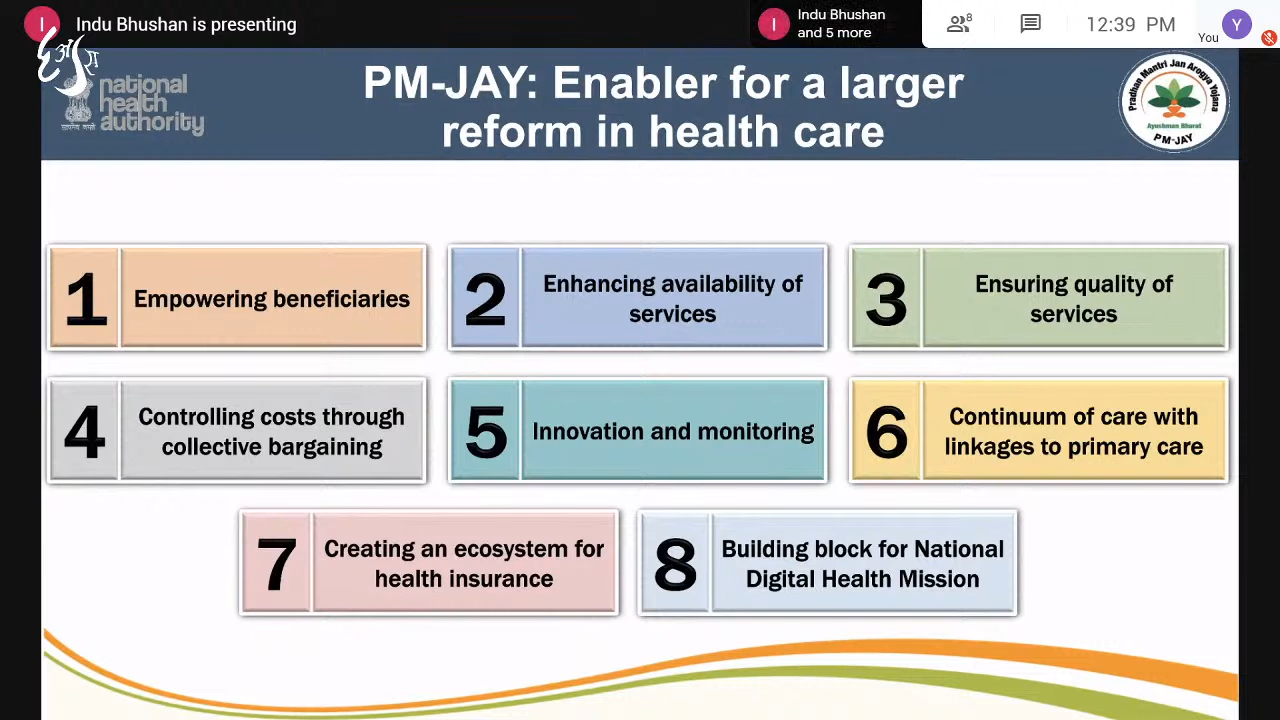 I
Indu Bhushan is presenting
I
Indu Bhushan
and 5 more
8
12:39 PM
You
Y
national
health
authority
PM-JAY: Enabler for a larger
reform in health care
Pradhan Mantri Jan Arogya Yojana
Ayushman Bharat
PM-JAY
1
Empowering beneficiaries
2
Enhancing availability of
services
3
Ensuring quality of
services
4
Controlling costs through
collective bargaining
5
Innovation and monitoring
6
Continuum of care with
linkages to primary care
7
Creating an ecosystem for
health insurance
8
Building block for National
Digital Health Mission